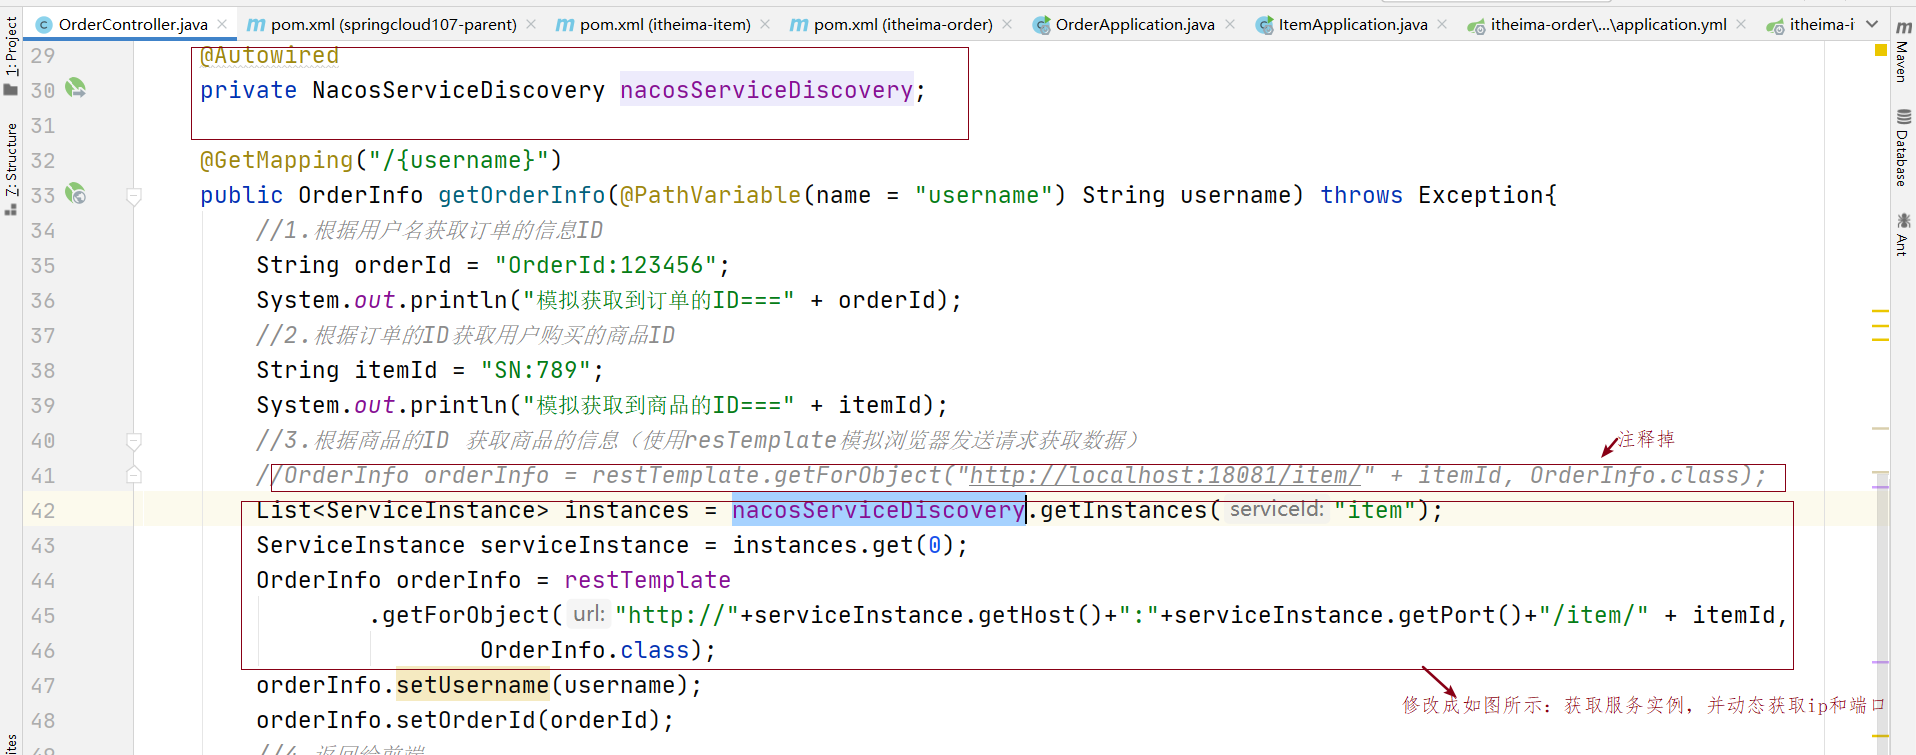 OrderController.java
pom.xml (springcloud107-parent)
pom.xml (itheima-item)
pom.xml (itheima-order)
OrderApplication.java
ItemApplication.java
itheima-order\...\application.yml
itheima-i
1: Project
7: Structure
Maven
Database
Ant
29 @Autowired
30 private NacosServiceDiscovery nacosServiceDiscovery;
31
32 @GetMapping("/{username}")
33 public OrderInfo getOrderInfo(@PathVariable(name = "username") String username) throws Exception{
34 //1.根据用户名获取订单的信息ID
35 String orderId = "OrderId:123456";
36 System.out.println("模拟获取到订单的ID===" + orderId);
37 //2.根据订单的ID获取用户购买的商品ID
38 String itemId = "SN:789";
39 System.out.println("模拟获取到商品的ID===" + itemId);
40 //3.根据商品的ID 获取商品的信息（使用resTemplate模拟浏览器发送请求获取数据）
注释掉
41 //OrderInfo orderInfo = restTemplate.getForObject("http://localhost:18081/item/" + itemId, OrderInfo.class);
42 List<ServiceInstance> instances = nacosServiceDiscovery.getInstances( serviceId: "item");
43 ServiceInstance serviceInstance = instances.get(0);
44 OrderInfo orderInfo = restTemplate
45 .getForObject( url: "http://"+serviceInstance.getHost()+":"+serviceInstance.getPort()+"/item/" + itemId,
46 OrderInfo.class);
47 orderInfo.setUsername(username);
修改成如图所示：获取服务实例，并动态获取ip和端口
48 orderInfo.setOrderId(orderId);